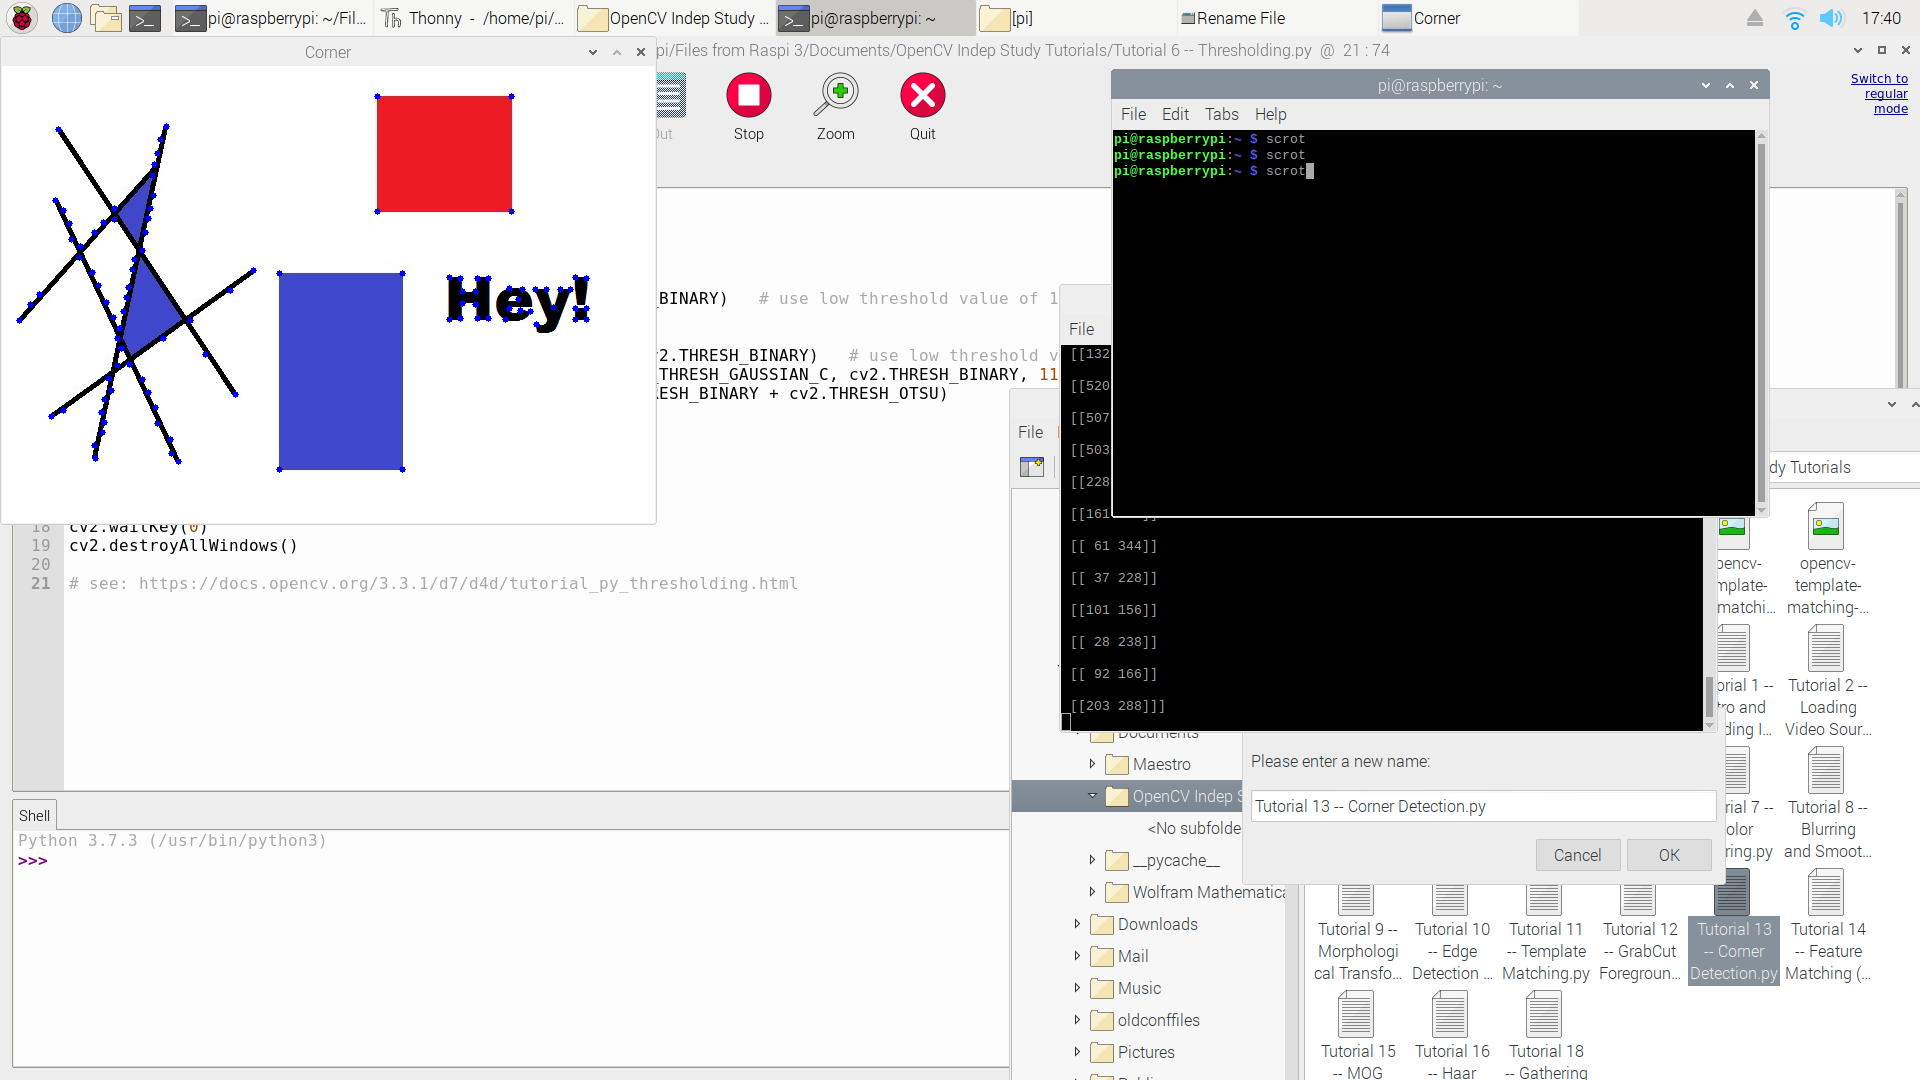 pi@raspberrypi: ~/Fil...
Thonny - /home/pi/...
OpenCV Indep Study ...
pi@raspberrypi: ~
[pi]
Rename File
Corner
17:40
Corner
pi/Files from Raspi 3/Documents/OpenCV Indep Study Tutorials/Tutorial 6 -- Thresholding.py @ 21 : 74
Switch to
regular
mode
Stop
Zoom
Quit
Hey!
_BINARY) # use low threshold value of 1
2.THRESH_BINARY) # use low threshold v
THRESH_GAUSSIAN_C, cv2.THRESH_BINARY, 11
ESH_BINARY + cv2.THRESH_OTSU)
18 cv2.waitKey(0)
19 cv2.destroyAllWindows()
20
21 # see: https://docs.opencv.org/3.3.1/d7/d4d/tutorial_py_thresholding.html
Shell
Python 3.7.3 (/usr/bin/python3)
>>>
pi@raspberrypi: ~
File Edit Tabs Help
pi@raspberrypi:~ $ scrot
pi@raspberrypi:~ $ scrot
pi@raspberrypi:~ $ scrot
File
[[132
[[520
[[507
[[503
[[228
[[161
[[ 61 344]]
[[ 37 228]]
[[101 156]]
[[ 28 238]]
[[ 92 166]]
[[203 288]]]
File
dy Tutorials
Documents
Maestro
OpenCV Indep S
<No subfolde
__pycache__
Wolfram Mathematica
Downloads
Mail
Music
oldconffiles
Pictures
Please enter a new name:
Tutorial 13 -- Corner Detection.py
Cancel
OK
pencv-
mplate-
matchi...
opencv-
template-
matching-...
rial 1 --
ro and
ding I...
Tutorial 2 --
Loading
Video Sour...
rial 7 --
olor
ring.py
Tutorial 8 --
Blurring
and Smoot...
Tutorial 9 --
Morphologi
cal Transfo...
Tutorial 10
-- Edge
Detection ...
Tutorial 11
-- Template
Matching.py
Tutorial 12
-- GrabCut
Foregroun...
Tutorial 13
-- Corner
Detection.py
Tutorial 14
-- Feature
Matching (...
Tutorial 15
-- MOG
Tutorial 16
-- Haar
Tutorial 18
-- Gathering